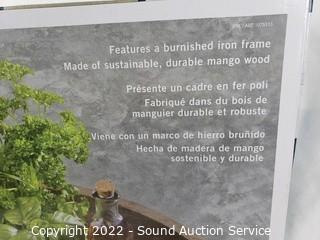 Features a burnished iron frame
Made of sustainable, durable mango wood
Présente un cadre en fer poli
Fabriqué dans du bois de
manguier durable et robuste
Viene con un marco de hierro bruñido
Hecha de madera de mango
sostenible y durable
Copyright 2022 - Sound Auction Service